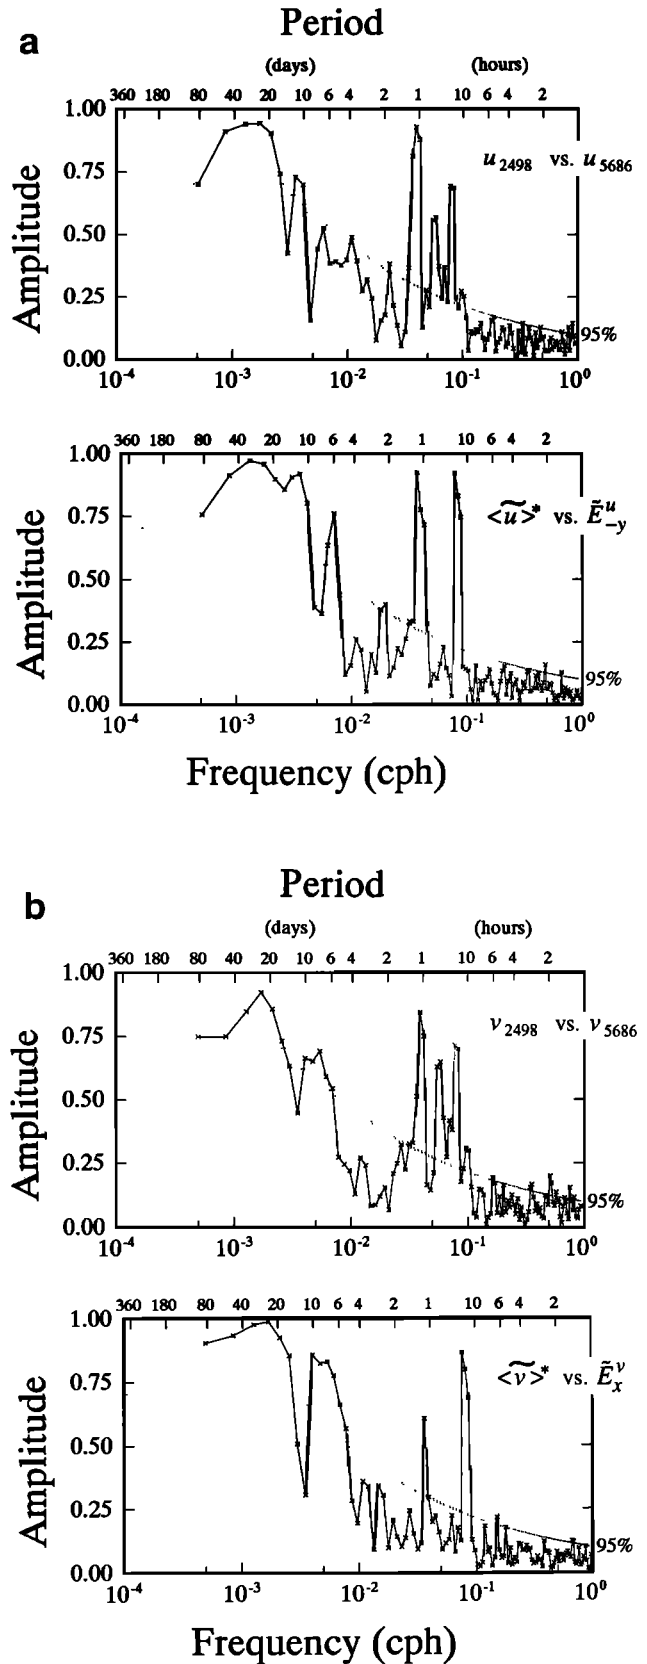 a
Period
(days) (hours)
360 180 80 40 20 10 6 4 2 1 10 6 4 2
1.00
0.75
0.50
0.25
0.00
Amplitude
u₂₄₉₈ vs. u₅₆₈₆
95%
10⁻⁴ 10⁻³ 10⁻² 10⁻¹ 10⁰
360 180 80 40 20 10 6 4 2 1 10 6 4 2
1.00
0.75
0.50
0.25
0.00
Amplitude
<ũ>* vs. Ẽᵘ₋y
95%
10⁻⁴ 10⁻³ 10⁻² 10⁻¹ 10⁰
Frequency (cph)
b
Period
(days) (hours)
360 180 80 40 20 10 6 4 2 1 10 6 4 2
1.00
0.75
0.50
0.25
0.00
Amplitude
v₂₄₉₈ vs. v₅₆₈₆
95%
10⁻⁴ 10⁻³ 10⁻² 10⁻¹ 10⁰
360 180 80 40 20 10 6 4 2 1 10 6 4 2
1.00
0.75
0.50
0.25
0.00
Amplitude
<ṽ>* vs. Ẽᵛₓ
95%
10⁻⁴ 10⁻³ 10⁻² 10⁻¹ 10⁰
Frequency (cph)